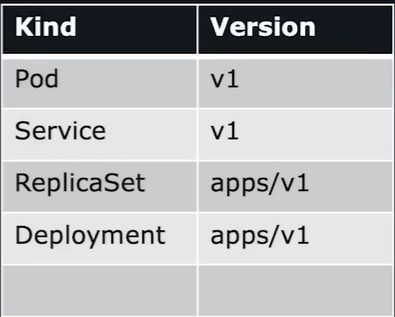 Kind Version
Pod v1
Service v1
ReplicaSet apps/v1
Deployment apps/v1